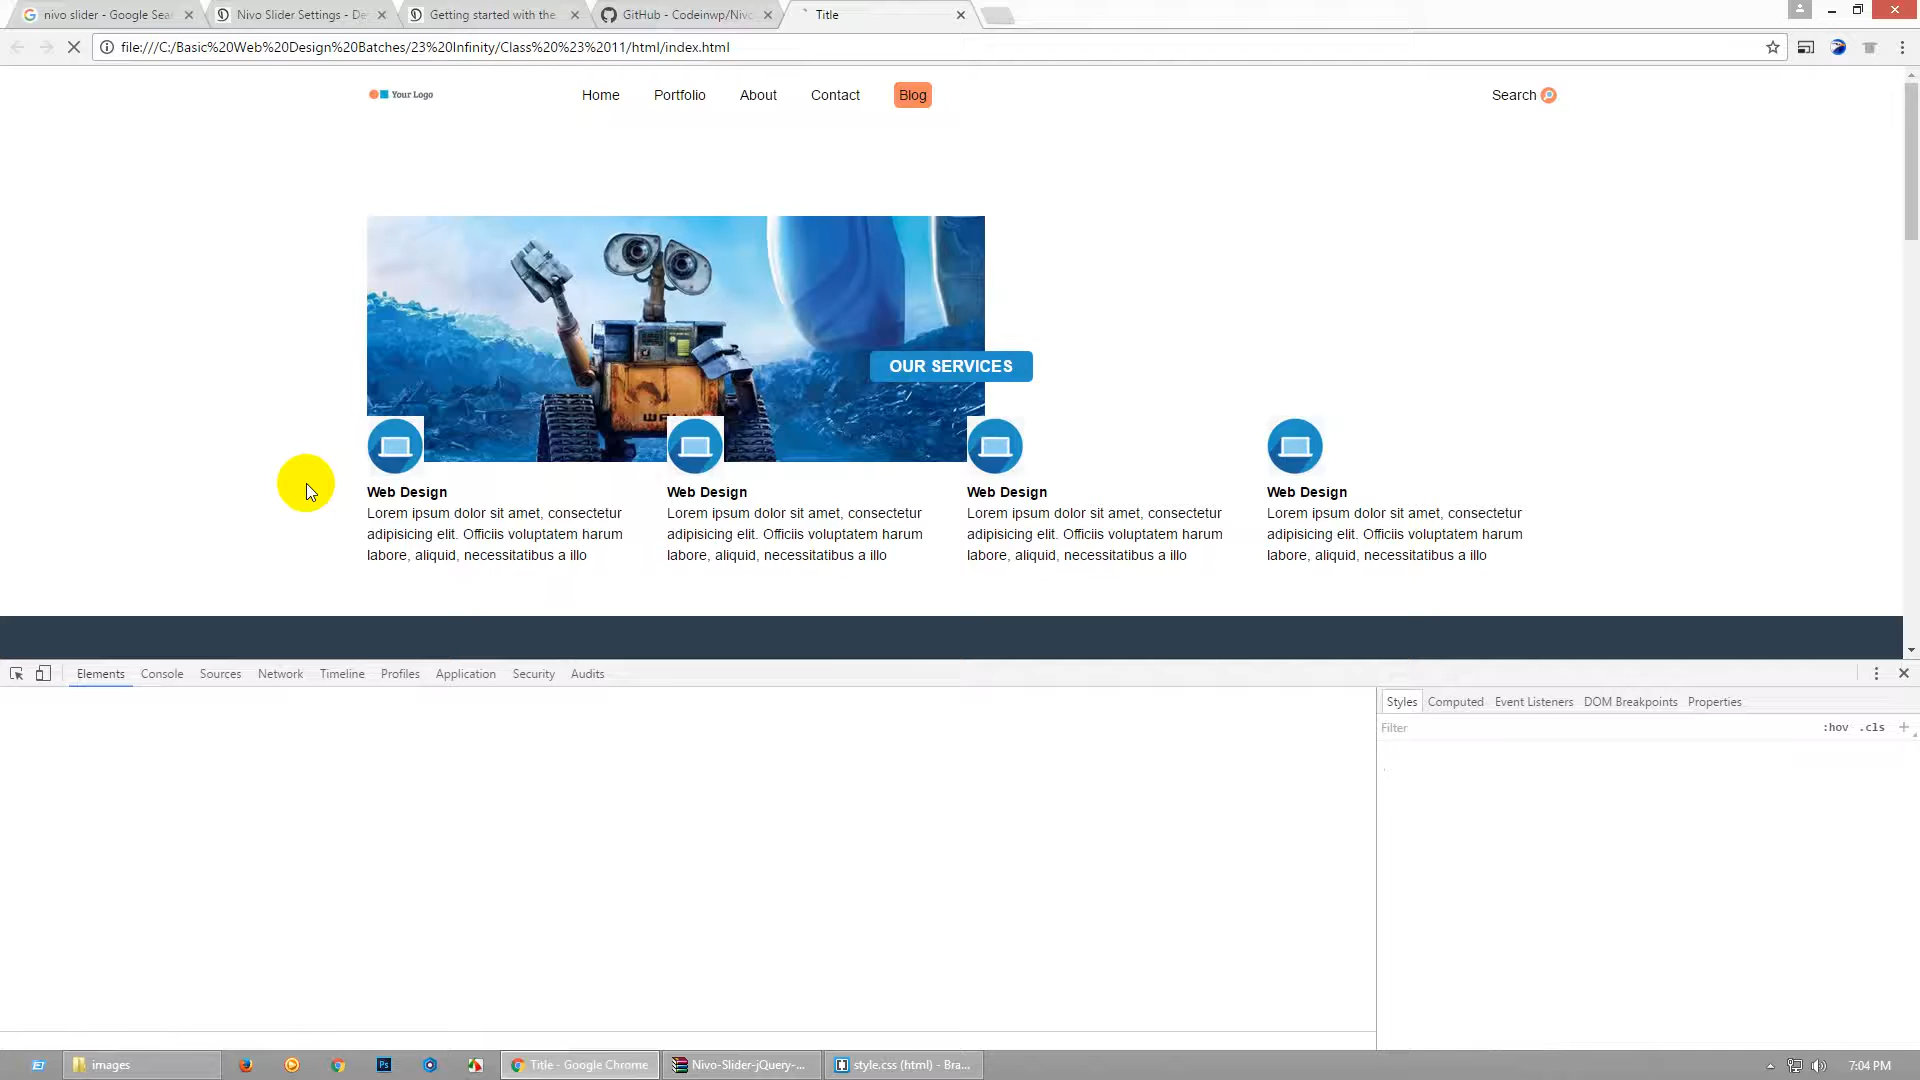 nivo slider - Google Sea
Nivo Slider Settings - De
Getting started with the
GitHub - Codeinwp/Nivo
Title
file:///C:/Basic%20Web%20Design%20Batches/23%20Infinity/Class%20%23%2011/html/index.html
Your Logo
Home
Portfolio
About
Contact
Blog
Search
OUR SERVICES
Web Design
Lorem ipsum dolor sit amet, consectetur
adipisicing elit. Officiis voluptatem harum
labore, aliquid, necessitatibus a illo
Web Design
Lorem ipsum dolor sit amet, consectetur
adipisicing elit. Officiis voluptatem harum
labore, aliquid, necessitatibus a illo
Web Design
Lorem ipsum dolor sit amet, consectetur
adipisicing elit. Officiis voluptatem harum
labore, aliquid, necessitatibus a illo
Web Design
Lorem ipsum dolor sit amet, consectetur
adipisicing elit. Officiis voluptatem harum
labore, aliquid, necessitatibus a illo
Elements Console Sources Network Timeline Profiles Application Security Audits
Styles Computed Event Listeners DOM Breakpoints Properties
Filter
:hov .cls +
images
Ps
Title - Google Chrome
Nivo-Slider-jQuery-...
style.css (html) - Bra...
7:04 PM